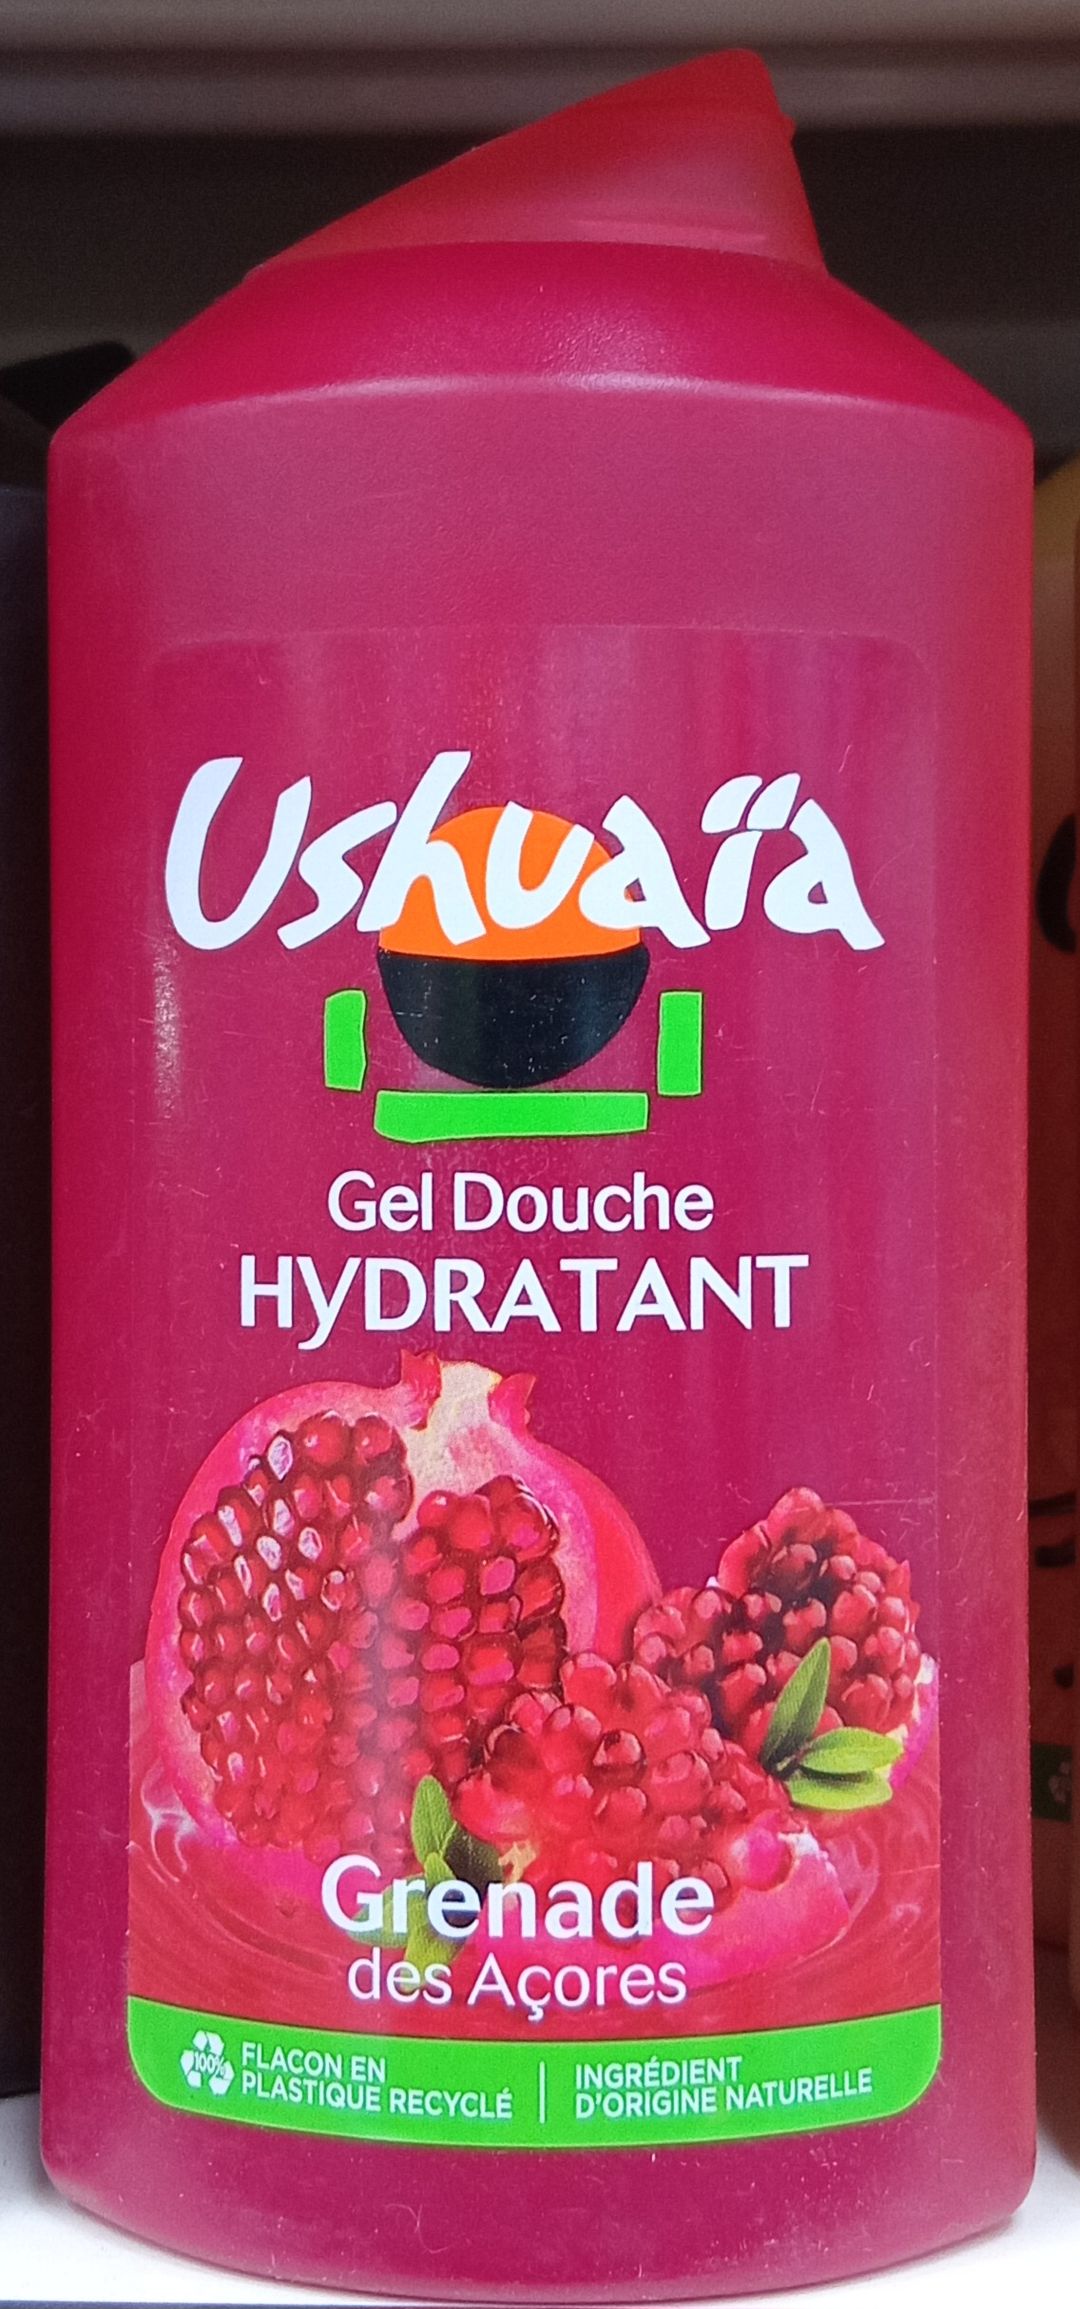 Ushuaïa
Gel Douche
HYDRATANT
Grenade
des Açores
100%
FLACON EN
PLASTIQUE RECYCLÉ
INGRÉDIENT
D'ORIGINE NATURELLE